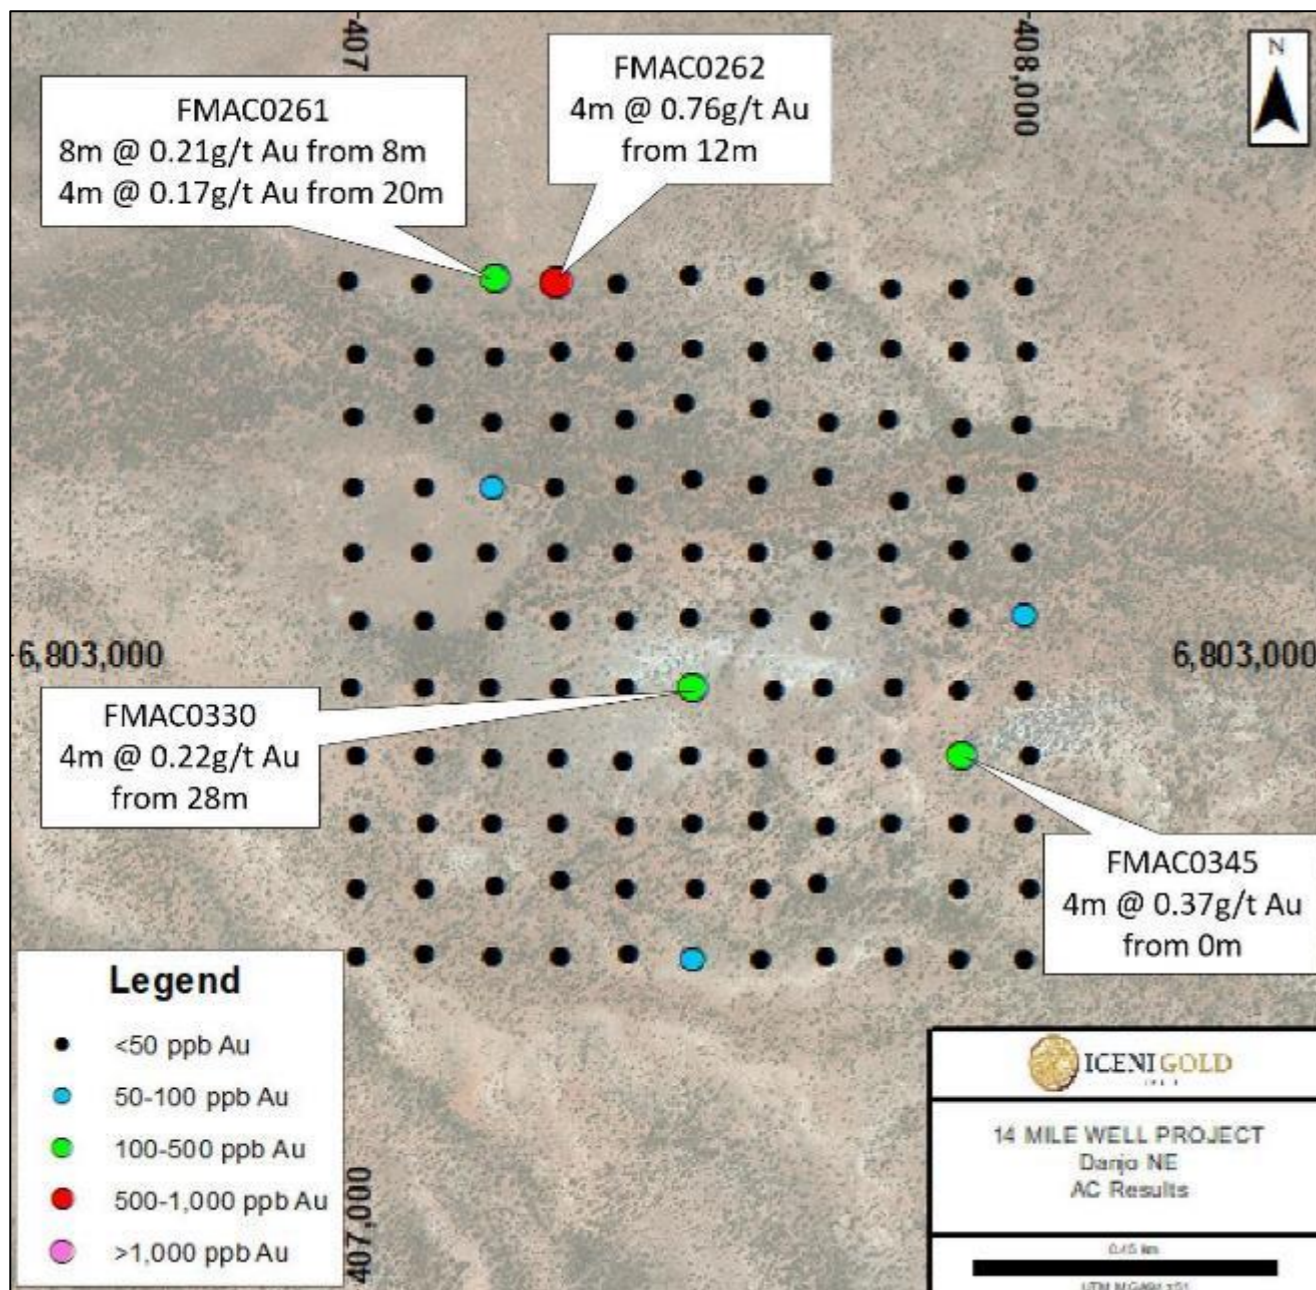 407
408,000
N
FMAC0261
8m @ 0.21g/t Au from 8m
4m @ 0.17g/t Au from 20m
FMAC0262
4m @ 0.76g/t Au
from 12m
6,803,000
6,803,000
FMAC0330
4m @ 0.22g/t Au
from 28m
FMAC0345
4m @ 0.37g/t Au
from 0m
Legend
<50 ppb Au
50-100 ppb Au
100-500 ppb Au
500-1,000 ppb Au
>1,000 ppb Au
407,000
ICENI GOLD
14 MILE WELL PROJECT
Danjo NE
AC Results
0.45 km